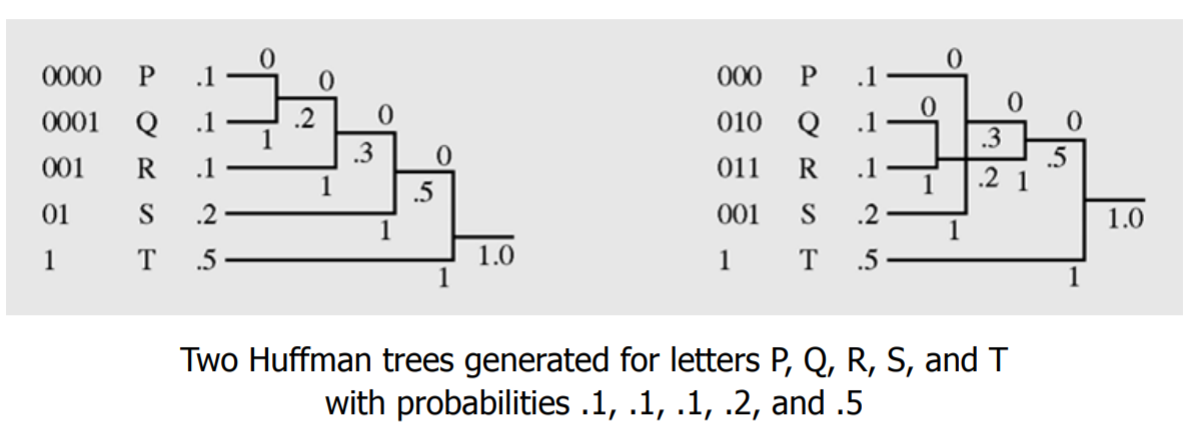 0
0000 P .1 0
0001 Q .1 .2 0
1
001 R .1 .3 0
1 .5
01 S .2
1 1.0
1 T .5
1
0
000 P .1 0
010 Q .1 0 .3 0
011 R .1 .5
1 .2 1
001 S .2 1.0
1
1 T .5
1
Two Huffman trees generated for letters P, Q, R, S, and T
with probabilities .1, .1, .1, .2, and .5